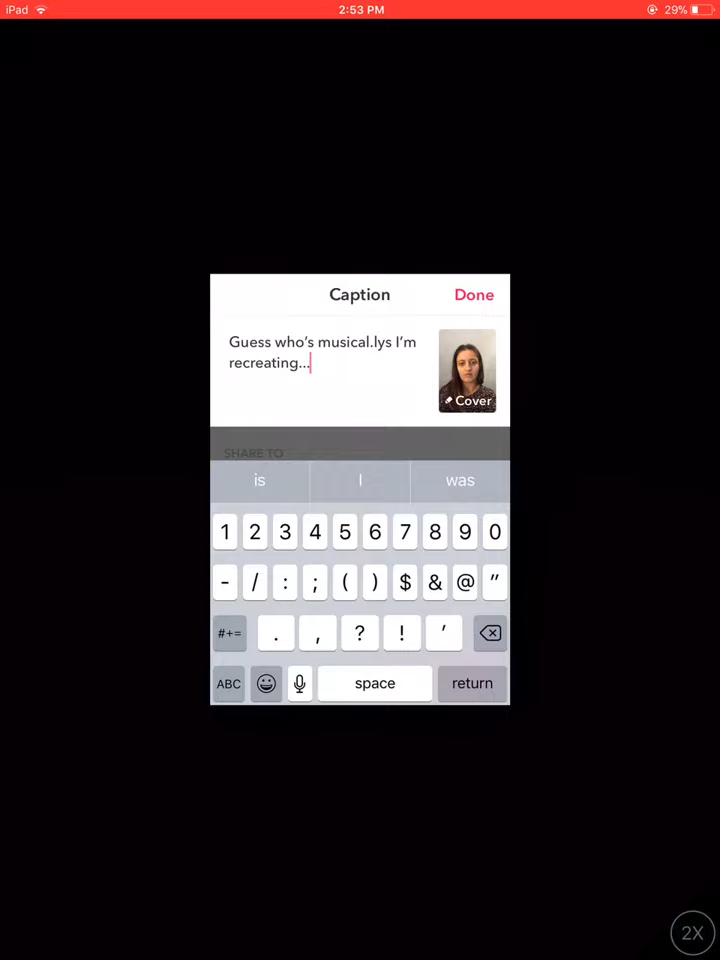 iPad 2:53 PM 29%
Caption Done
Guess who's musical.lys I'm
recreating...
Cover
SHARE TO
is I was
1 2 3 4 5 6 7 8 9 0
- / : ; ( ) $ & @ "
#+= . , ? ! '
ABC space return
2X